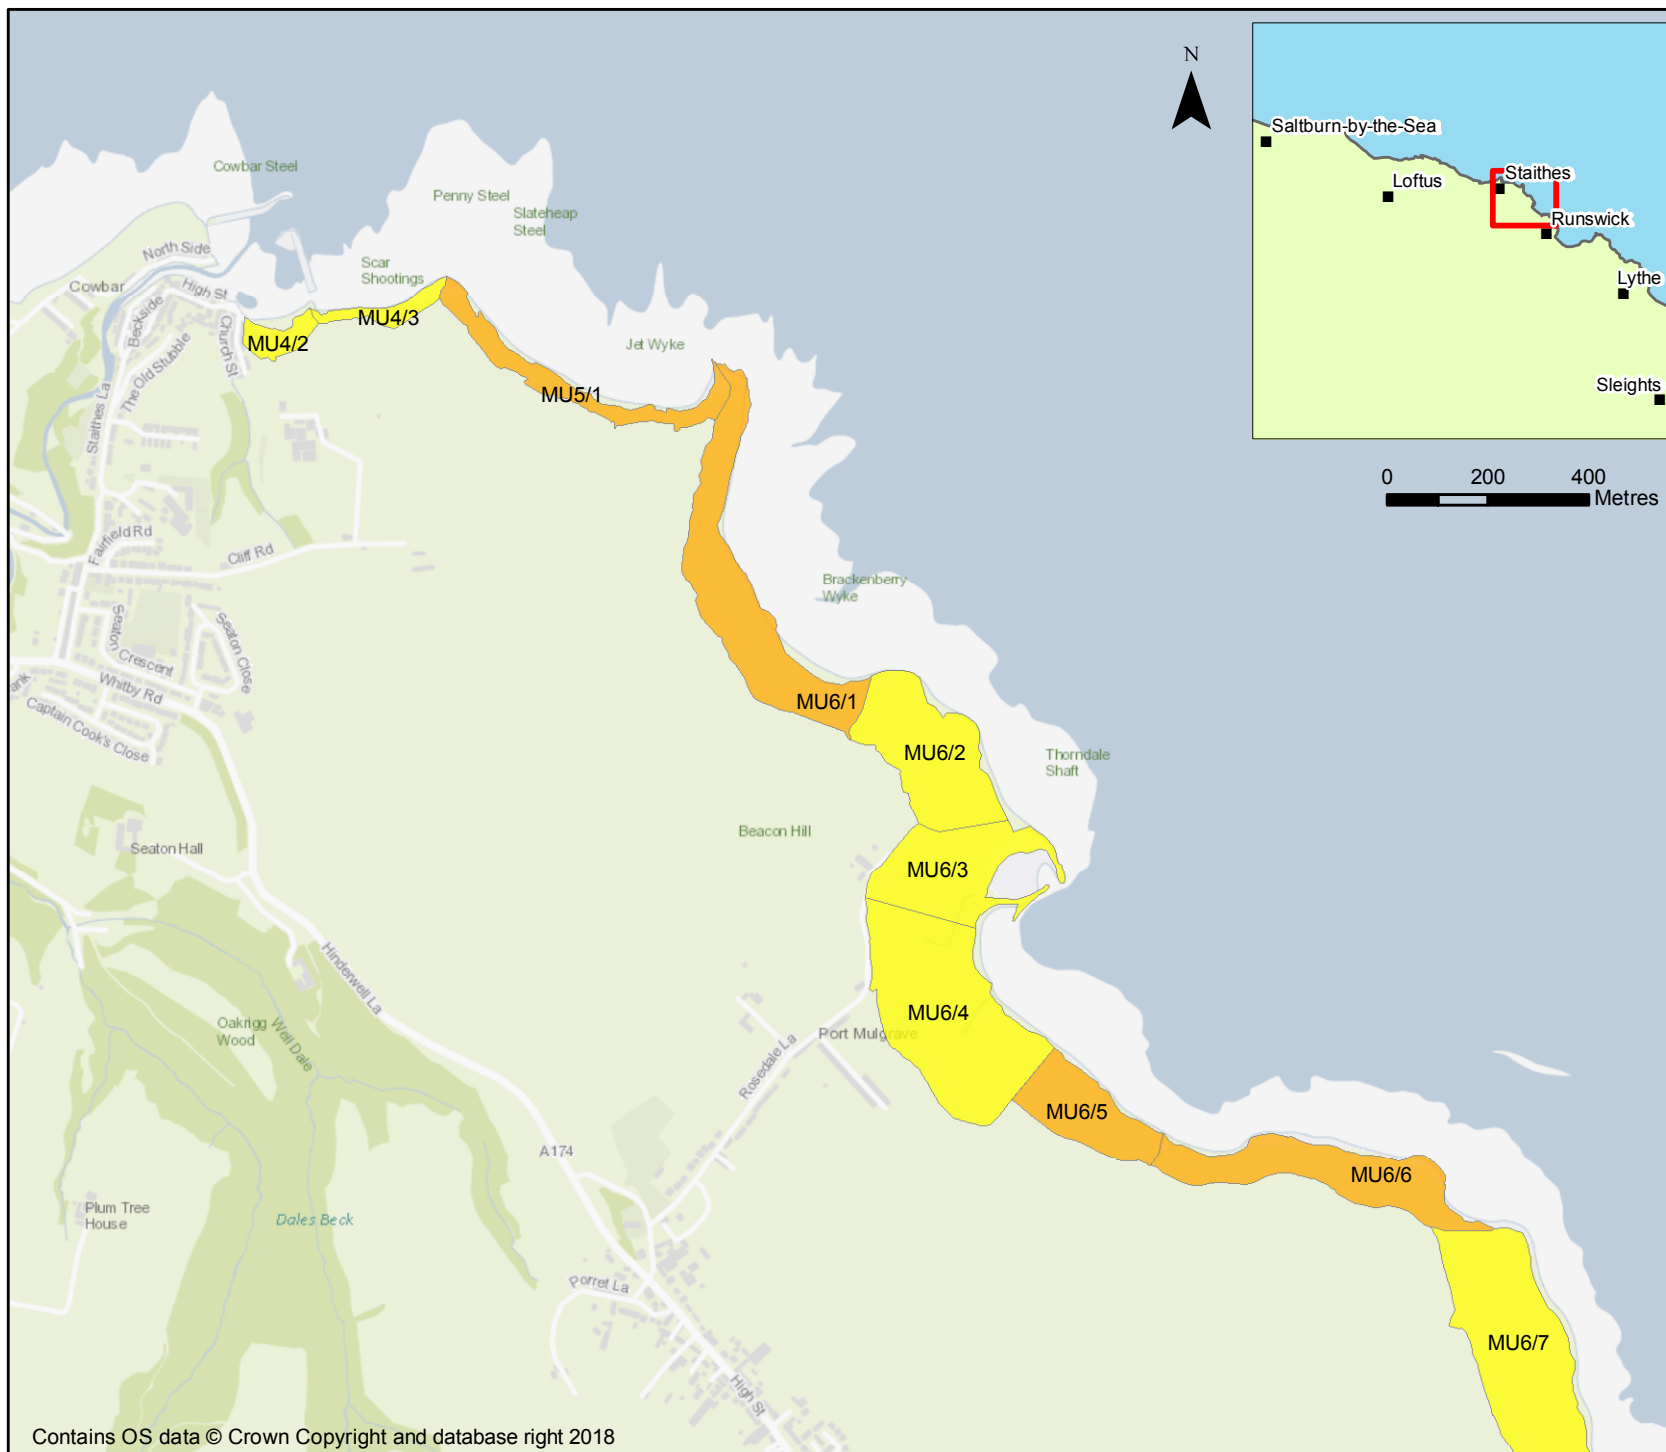 N
Saltburn-by-the-Sea
Loftus
Staithes
Runswick
Lythe
Sleights
0 200 400
Metres
Cowbar Steel
Penny Steel
Slateheap
Steel
Scar
Shootings
North Side
Cowbar
High St
Beckside
Church St
The Old Stubble
Staithes La
MU4/2
MU4/3
Jet Wyke
MU5/1
Fairfield Rd
Cliff Rd
Brackenberry
Wyke
Seaton
Crescent
Seaton Close
Whitby Rd
ank
Captain Cook's Close
MU6/1
MU6/2
Thorndale
Shaft
Beacon Hill
Seaton Hall
MU6/3
Hinderwell La
MU6/4
Oakrigg
Wood
Well Dale
Port Mulgrave
Rosedale La
MU6/5
A174
MU6/6
Plum Tree
House
Dales Beck
Porret La
MU6/7
High St
Contains OS data © Crown Copyright and database right 2018